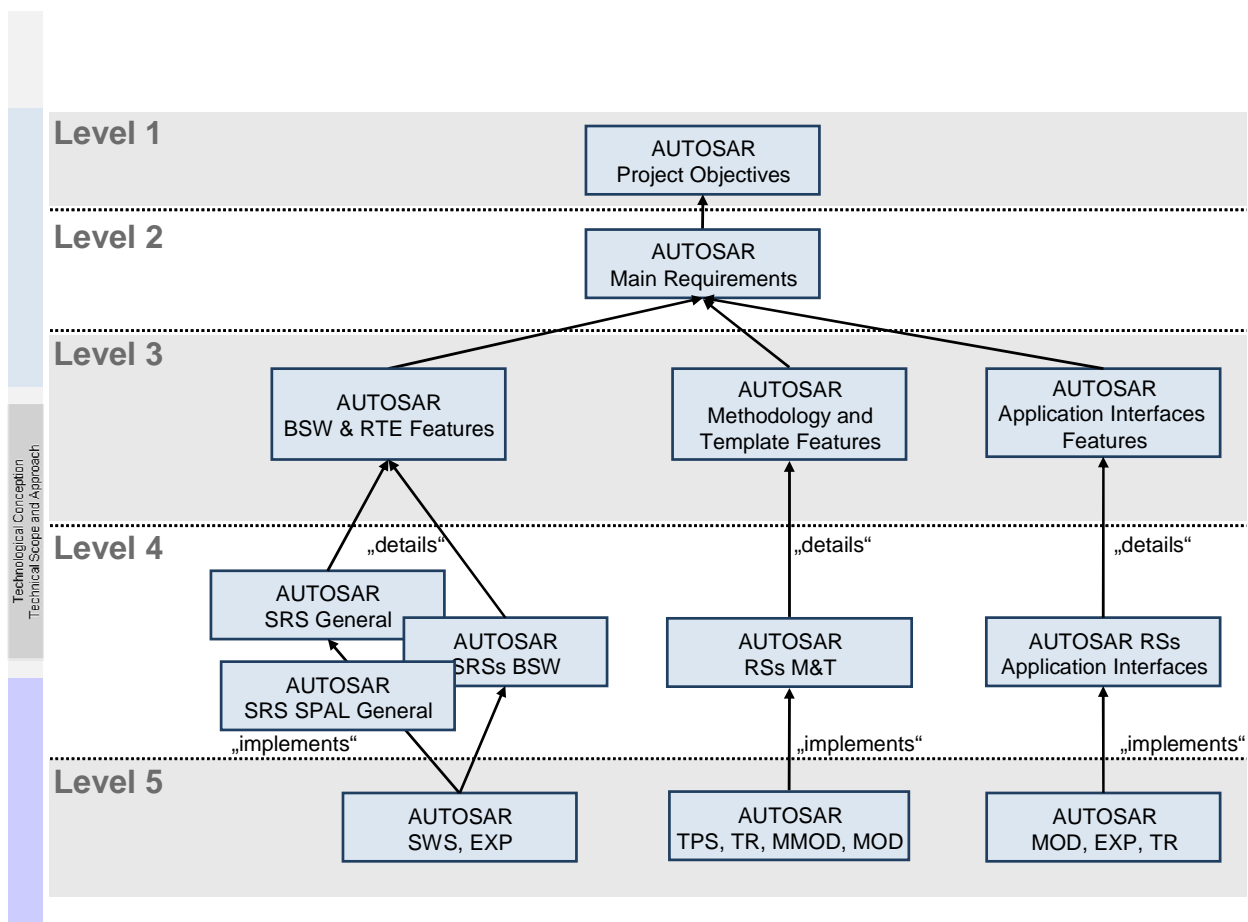 Level 1
AUTOSAR
Project Objectives
Level 2
AUTOSAR
Main Requirements
Level 3
AUTOSAR
BSW & RTE Features
AUTOSAR
Methodology and
Template Features
AUTOSAR
Application Interfaces
Features
Technological Conception
Technical Scope and Approach
Level 4
„details“
„details“
„details“
AUTOSAR
SRS General
AUTOSAR
SRSs BSW
AUTOSAR
SRS SPAL General
AUTOSAR
RSs M&T
AUTOSAR RSs
Application Interfaces
„implements“
„implements“
„implements“
Level 5
AUTOSAR
SWS, EXP
AUTOSAR
TPS, TR, MMOD, MOD
AUTOSAR
MOD, EXP, TR